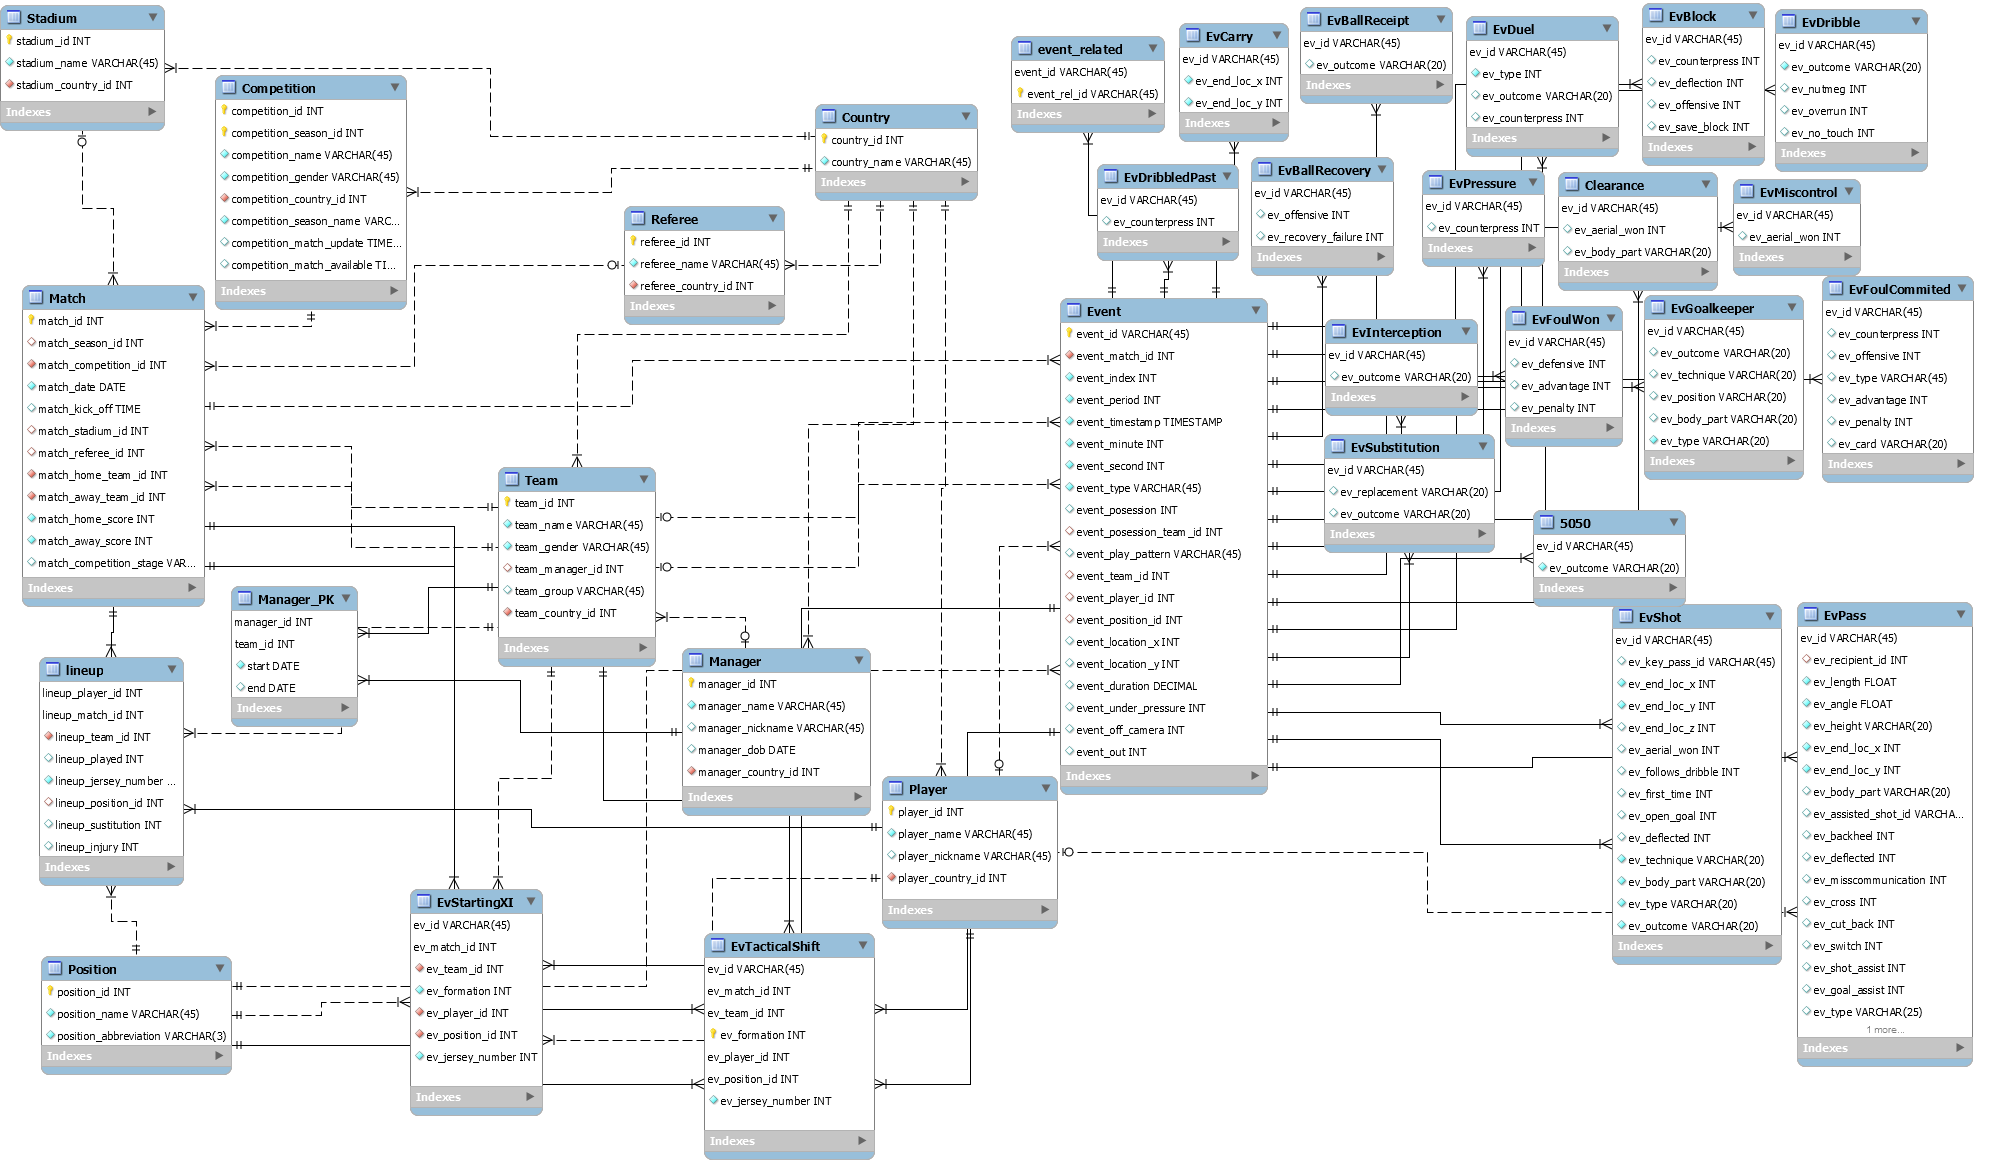 Stadium
stadium_id INT
stadium_name VARCHAR(45)
stadium_country_id INT
Indexes
Competition
competition_id INT
competition_season_id INT
competition_name VARCHAR(45)
competition_gender VARCHAR(45)
competition_country_id INT
competition_season_name VARC...
competition_match_update TIME...
competition_match_available TI...
Indexes
Country
country_id INT
country_name VARCHAR(45)
Indexes
Referee
referee_id INT
referee_name VARCHAR(45)
referee_country_id INT
Indexes
Match
match_id INT
match_season_id INT
match_competition_id INT
match_date DATE
match_kick_off TIME
match_stadium_id INT
match_referee_id INT
match_home_team_id INT
match_away_team_id INT
match_home_score INT
match_away_score INT
match_competition_stage VAR...
Indexes
Team
team_id INT
team_name VARCHAR(45)
team_gender VARCHAR(45)
team_manager_id INT
team_group VARCHAR(45)
team_country_id INT
Indexes
Manager_PK
manager_id INT
team_id INT
start DATE
end DATE
Indexes
Manager
manager_id INT
manager_name VARCHAR(45)
manager_nickname VARCHAR(45)
manager_dob DATE
manager_country_id INT
Indexes
lineup
lineup_player_id INT
lineup_match_id INT
lineup_team_id INT
lineup_played INT
lineup_jersey_number ...
lineup_position_id INT
lineup_sustitution INT
lineup_injury INT
Indexes
Position
position_id INT
position_name VARCHAR(45)
position_abbreviation VARCHAR(3)
Indexes
EvStartingXI
ev_id VARCHAR(45)
ev_match_id INT
ev_team_id INT
ev_formation INT
ev_player_id INT
ev_position_id INT
ev_jersey_number INT
Indexes
EvTacticalShift
ev_id VARCHAR(45)
ev_match_id INT
ev_team_id INT
ev_formation INT
ev_player_id INT
ev_position_id INT
ev_jersey_number INT
Indexes
Player
player_id INT
player_name VARCHAR(45)
player_nickname VARCHAR(45)
player_country_id INT
Indexes
event_related
event_id VARCHAR(45)
event_rel_id VARCHAR(45)
Indexes
EvCarry
ev_id VARCHAR(45)
ev_end_loc_x INT
ev_end_loc_y INT
Indexes
EvBallReceipt
ev_id VARCHAR(45)
ev_outcome VARCHAR(20)
Indexes
EvDuel
ev_id VARCHAR(45)
ev_type INT
ev_outcome VARCHAR(20)
ev_counterpress INT
Indexes
EvBlock
ev_id VARCHAR(45)
ev_counterpress INT
ev_deflection INT
ev_offensive INT
ev_save_block INT
Indexes
EvDribble
ev_id VARCHAR(45)
ev_outcome VARCHAR(20)
ev_nutmeg INT
ev_overrun INT
ev_no_touch INT
Indexes
EvDribbledPast
ev_id VARCHAR(45)
ev_counterpress INT
Indexes
EvBallRecovery
ev_id VARCHAR(45)
ev_offensive INT
ev_recovery_failure INT
Indexes
EvPressure
ev_id VARCHAR(45)
ev_counterpress INT
Indexes
Clearance
ev_id VARCHAR(45)
ev_aerial_won INT
ev_body_part VARCHAR(20)
Indexes
EvMiscontrol
ev_id VARCHAR(45)
ev_aerial_won INT
Indexes
Event
event_id VARCHAR(45)
event_match_id INT
event_index INT
event_period INT
event_timestamp TIMESTAMP
event_minute INT
event_second INT
event_type VARCHAR(45)
event_posesion INT
event_posession_team_id INT
event_play_pattern VARCHAR(45)
event_team_id INT
event_player_id INT
event_position_id INT
event_location_x INT
event_location_y INT
event_duration DECIMAL
event_under_pressure INT
event_off_camera INT
event_out INT
Indexes
EvInterception
ev_id VARCHAR(45)
ev_outcome VARCHAR(20)
Indexes
EvFoulWon
ev_id VARCHAR(45)
ev_defensive INT
ev_advantage INT
ev_penalty INT
Indexes
EvGoalkeeper
ev_id VARCHAR(45)
ev_outcome VARCHAR(20)
ev_technique VARCHAR(20)
ev_position VARCHAR(20)
ev_body_part VARCHAR(20)
ev_type VARCHAR(20)
Indexes
EvFoulCommited
ev_id VARCHAR(45)
ev_counterpress INT
ev_offensive INT
ev_type VARCHAR(45)
ev_advantage INT
ev_penalty INT
ev_card VARCHAR(20)
Indexes
EvSubstitution
ev_id VARCHAR(45)
ev_replacement VARCHAR(20)
ev_outcome VARCHAR(20)
Indexes
5050
ev_id VARCHAR(45)
ev_outcome VARCHAR(20)
Indexes
EvShot
ev_id VARCHAR(45)
ev_key_pass_id VARCHAR(45)
ev_end_loc_x INT
ev_end_loc_y INT
ev_end_loc_z INT
ev_aerial_won INT
ev_follows_dribble INT
ev_first_time INT
ev_open_goal INT
ev_deflected INT
ev_technique VARCHAR(20)
ev_body_part VARCHAR(20)
ev_type VARCHAR(20)
ev_outcome VARCHAR(20)
Indexes
EvPass
ev_id VARCHAR(45)
ev_recipient_id INT
ev_length FLOAT
ev_angle FLOAT
ev_height VARCHAR(20)
ev_end_loc_x INT
ev_end_loc_y INT
ev_body_part VARCHAR(20)
ev_assisted_shot_id VARCHA...
ev_backheel INT
ev_deflected INT
ev_misscommunication INT
ev_cross INT
ev_cut_back INT
ev_switch INT
ev_shot_assist INT
ev_goal_assist INT
ev_type VARCHAR(25)
1 more...
Indexes